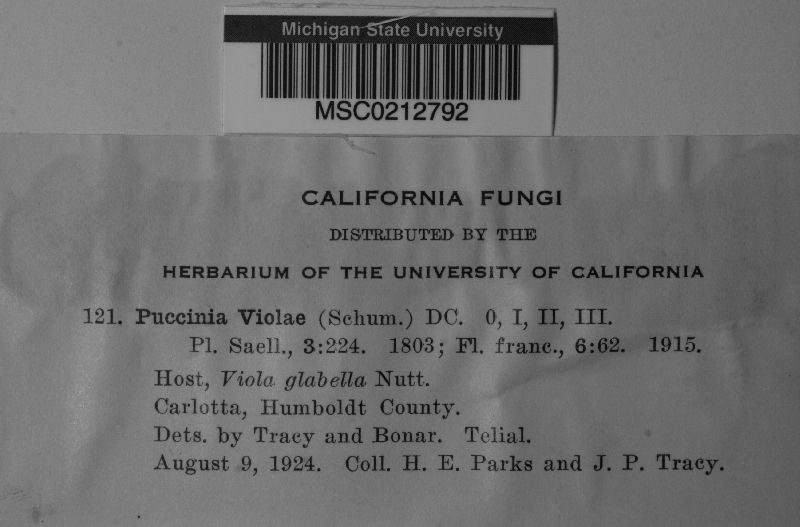 Michigan State University
MSC0212792
CALIFORNIA FUNGI
DISTRIBUTED BY THE
HERBARIUM OF THE UNIVERSITY OF CALIFORNIA
121. Puccinia Violae (Schum.) DC. 0, I, II, III.
Pl. Saell., 3:224. 1803; Fl. franc., 6:62. 1915.
Host, Viola glabella Nutt.
Carlotta, Humboldt County.
Dets. by Tracy and Bonar. Telial.
August 9, 1924. Coll. H. E. Parks and J. P. Tracy.